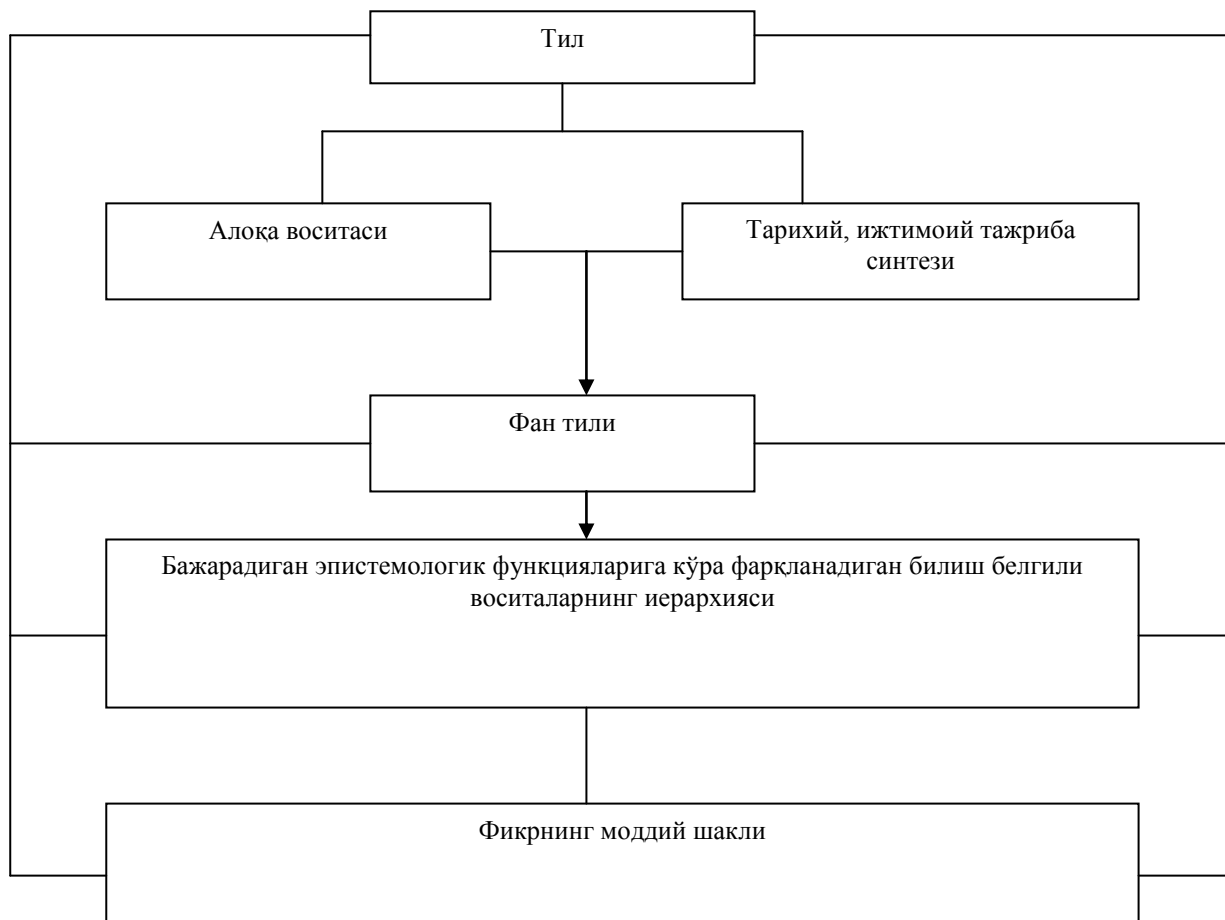 Тил
Алоқа воситаси
Тарихий, ижтимоий тажриба
синтези
Фан тили
Бажарадиган эпистемологик функцияларига кўра фарқланадиган билиш белгили
воситаларнинг иерархияси
Фикрнинг моддий шакли